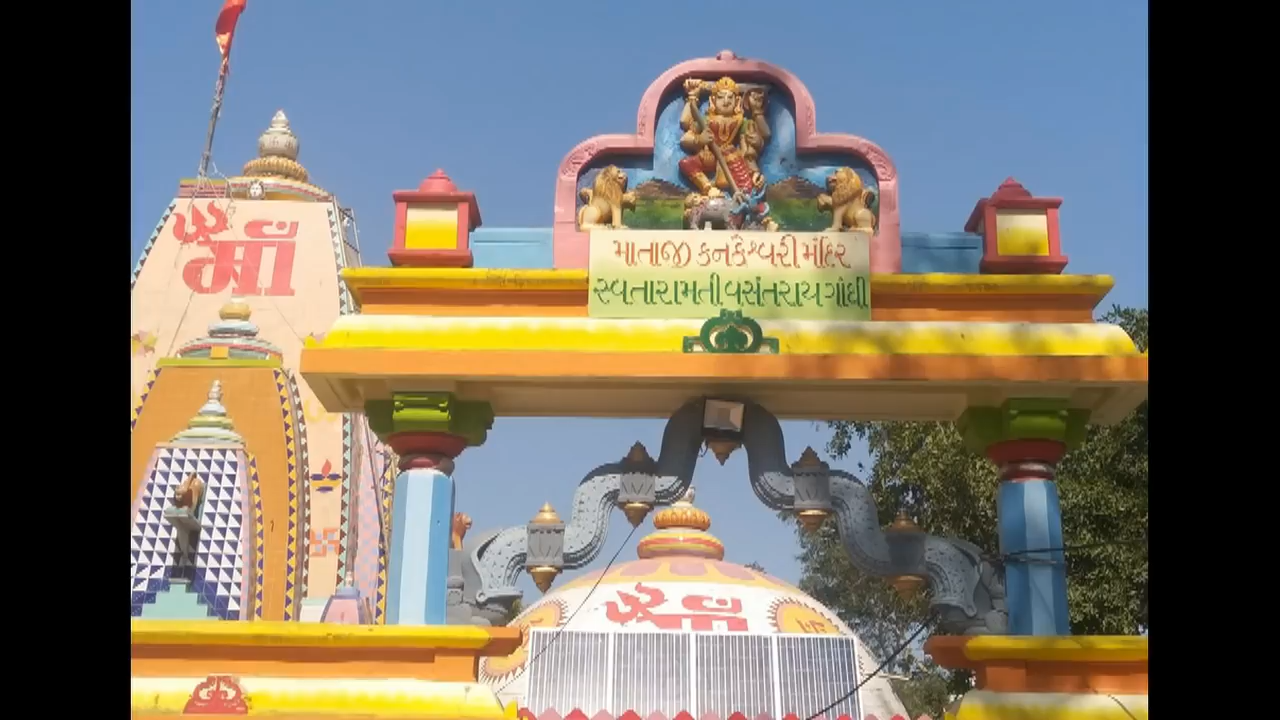 ૐ માઁ
માતાજી કનકેશ્વરી મંદિર
સ્વ તારામતી વસંતરાય ગાંધી
ૐ માઁ